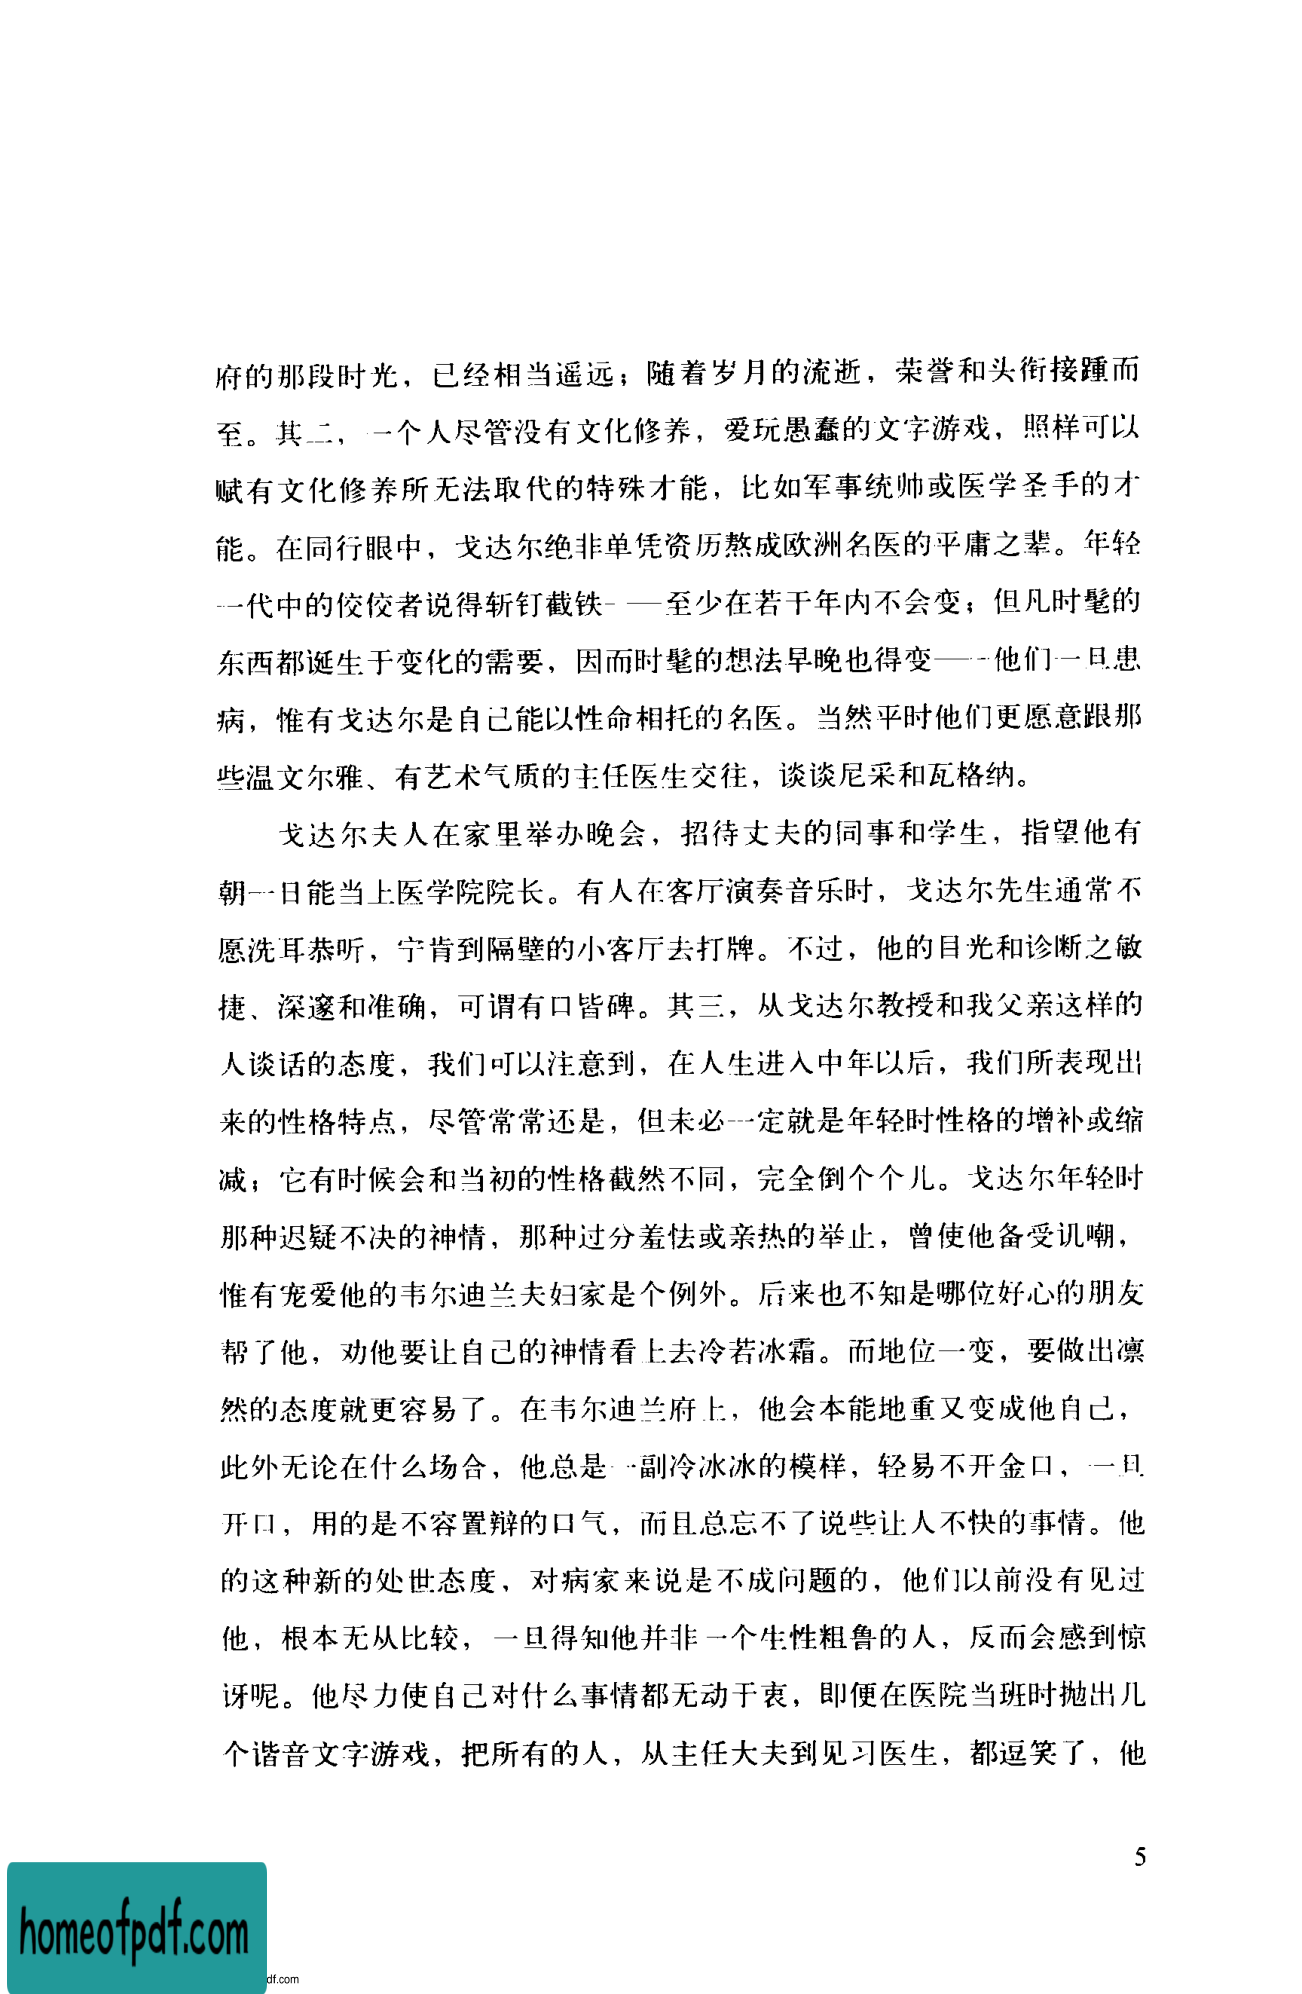 府的那段时光，已经相当遥远；随着岁月的流逝，荣誉和头衔接踵而
至。其二，一个人尽管没有文化修养，爱玩愚蠢的文字游戏，照样可以
赋有文化修养所无法取代的特殊才能，比如军事统帅或医学圣手的才
能。在同行眼中，戈达尔绝非单凭资历熬成欧洲名医的平庸之辈。年轻
一代中的佼佼者说得斩钉截铁——至少在若干年内不会变；但凡时髦的
东西都诞生于变化的需要，因而时髦的想法早晚也得变——他们一旦患
病，惟有戈达尔是自己能以性命相托的名医。当然平时他们更愿意跟那
些温文尔雅、有艺术气质的主任医生交往，谈谈尼采和瓦格纳。
戈达尔夫人在家里举办晚会，招待丈夫的同事和学生，指望他有
朝一日能当上医学院院长。有人在客厅演奏音乐时，戈达尔先生通常不
愿洗耳恭听，宁肯到隔壁的小客厅去打牌。不过，他的目光和诊断之敏
捷、深邃和准确，可谓有口皆碑。其三，从戈达尔教授和我父亲这样的
人谈话的态度，我们可以注意到，在人生进入中年以后，我们所表现出
来的性格特点，尽管常常还是，但未必一定就是年轻时性格的增补或缩
减；它有时候会和当初的性格截然不同，完全倒个个儿。戈达尔年轻时
那种迟疑不决的神情，那种过分羞怯或亲热的举止，曾使他备受讥嘲，
惟有宠爱他的韦尔迪兰夫妇家是个例外。后来也不知是哪位好心的朋友
帮了他，劝他要让自己的神情看上去冷若冰霜。而地位一变，要做出凛
然的态度就更容易了。在韦尔迪兰府上，他会本能地重又变成他自己，
此外无论在什么场合，他总是一副冷冰冰的模样，轻易不开金口，一旦
开口，用的是不容置辩的口气，而且总忘不了说些让人不快的事情。他
的这种新的处世态度，对病家来说是不成问题的，他们以前没有见过
他，根本无从比较，一旦得知他并非一个生性粗鲁的人，反而会感到惊
讶呢。他尽力使自己对什么事情都无动于衷，即便在医院当班时抛出几
个谐音文字游戏，把所有的人，从主任大夫到见习医生，都逗笑了，他
5
homeofpdf.com
df.com